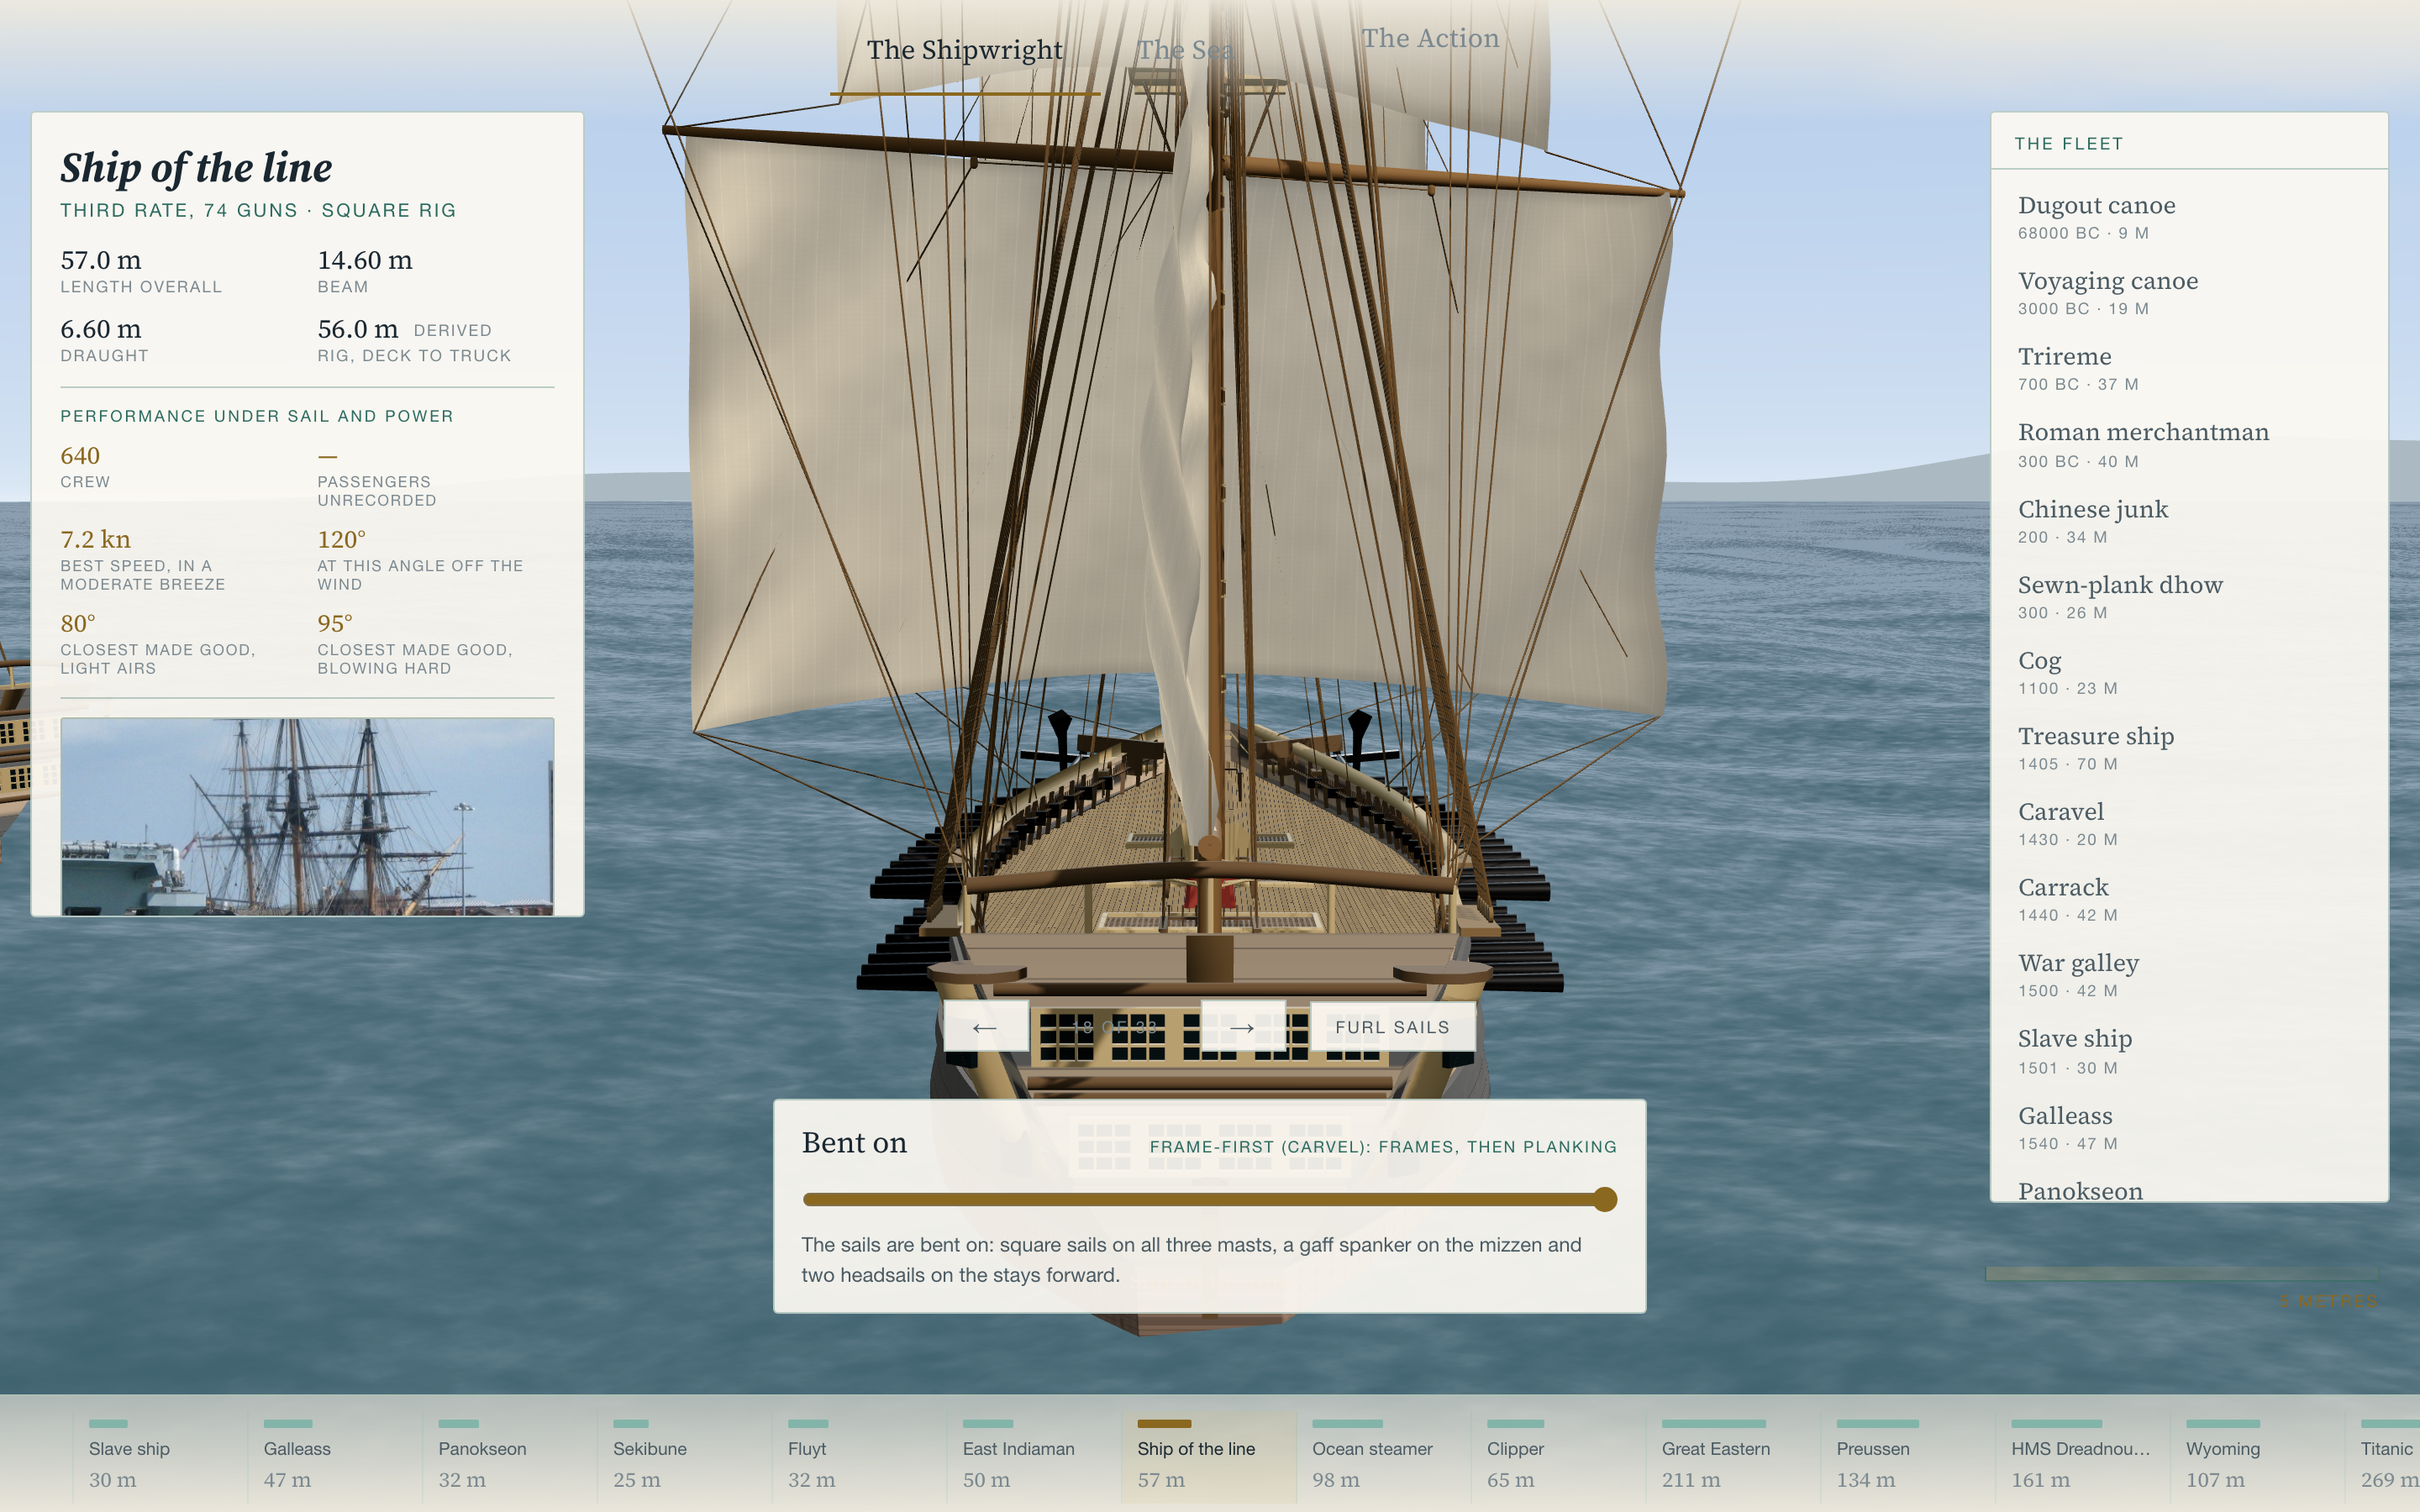 The Shipwright
The Sea
The Action
Ship of the line
THIRD RATE, 74 GUNS · SQUARE RIG
57.0 m
LENGTH OVERALL
14.60 m
BEAM
6.60 m
DRAUGHT
56.0 m DERIVED
RIG, DECK TO TRUCK
PERFORMANCE UNDER SAIL AND POWER
640
CREW
—
PASSENGERS
UNRECORDED
7.2 kn
BEST SPEED, IN A
MODERATE BREEZE
120°
AT THIS ANGLE OFF THE
WIND
80°
CLOSEST MADE GOOD,
LIGHT AIRS
95°
CLOSEST MADE GOOD,
BLOWING HARD
THE FLEET
Dugout canoe
68000 BC · 9 M
Voyaging canoe
3000 BC · 19 M
Trireme
700 BC · 37 M
Roman merchantman
300 BC · 40 M
Chinese junk
200 · 34 M
Sewn-plank dhow
300 · 26 M
Cog
1100 · 23 M
Treasure ship
1405 · 70 M
Caravel
1430 · 20 M
Carrack
1440 · 42 M
War galley
1500 · 42 M
Slave ship
1501 · 30 M
Galleass
1540 · 47 M
Panokseon
←
18 OF 33
→
FURL SAILS
Bent on
FRAME-FIRST (CARVEL): FRAMES, THEN PLANKING
The sails are bent on: square sails on all three masts, a gaff spanker on the mizzen and
two headsails on the stays forward.
5 METRES
Slave ship
30 m
Galleass
47 m
Panokseon
32 m
Sekibune
25 m
Fluyt
32 m
East Indiaman
50 m
Ship of the line
57 m
Ocean steamer
98 m
Clipper
65 m
Great Eastern
211 m
Preussen
134 m
HMS Dreadnou…
161 m
Wyoming
107 m
Titanic
269 m